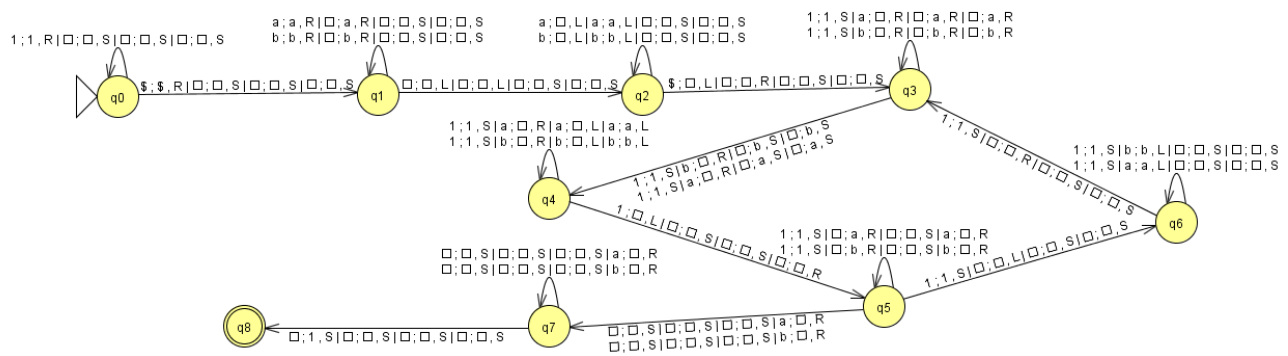 a;a,R|□;a,R|□;□,S|□;□,S
b;b,R|□;b,R|□;□,S|□;□,S
a;□,L|a;a,L|□;□,S|□;□,S
b;□,L|b;b,L|□;□,S|□;□,S
1;1,S|a;□,R|□;a,R|□;a,R
1;1,S|b;□,R|□;b,R|□;b,R
1;1,R|□;□,S|□;□,S|□;□,S
q0
$;$,R|□;□,S|□;□,S|□;□,S
q1
□;□,L|□;□,L|□;□,S|□;□,S
q2
$;□,L|□;□,R|□;□,S|□;□,S
q3
1;1,S|a;□,R|a;□,L|a;a,L
1;1,S|b;□,R|b;□,L|b;b,L
q4
1;1,S|b;□,R|□;b,S|□;b,S
1;1,S|a;□,R|□;a,S|□;a,S
1;1,S|□;□,R|□;□,S|□;□,S
1;1,S|b;b,L|□;□,S|□;□,S
1;1,S|a;a,L|□;□,S|□;□,S
q6
1;□,L|□;□,S|□;□,S|□;□,R
1;1,S|□;a,R|□;□,S|a;□,R
1;1,S|□;b,R|□;□,S|b;□,R
q5
1;1,S|□;□,L|□;□,S|□;□,S
□;□,S|□;□,S|□;□,S|a;□,R
□;□,S|□;□,S|□;□,S|b;□,R
q7
□;□,S|□;□,S|□;□,S|a;□,R
□;□,S|□;□,S|□;□,S|b;□,R
q8
□;1,S|□;□,S|□;□,S|□;□,S